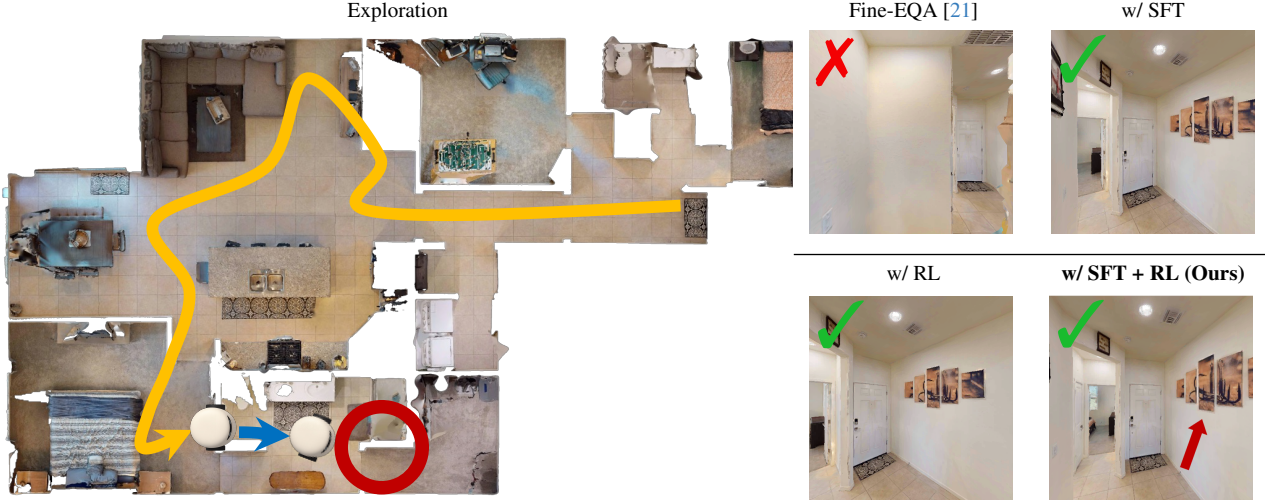 Exploration
Fine-EQA [21]
w/ SFT
w/ RL
w/ SFT + RL (Ours)